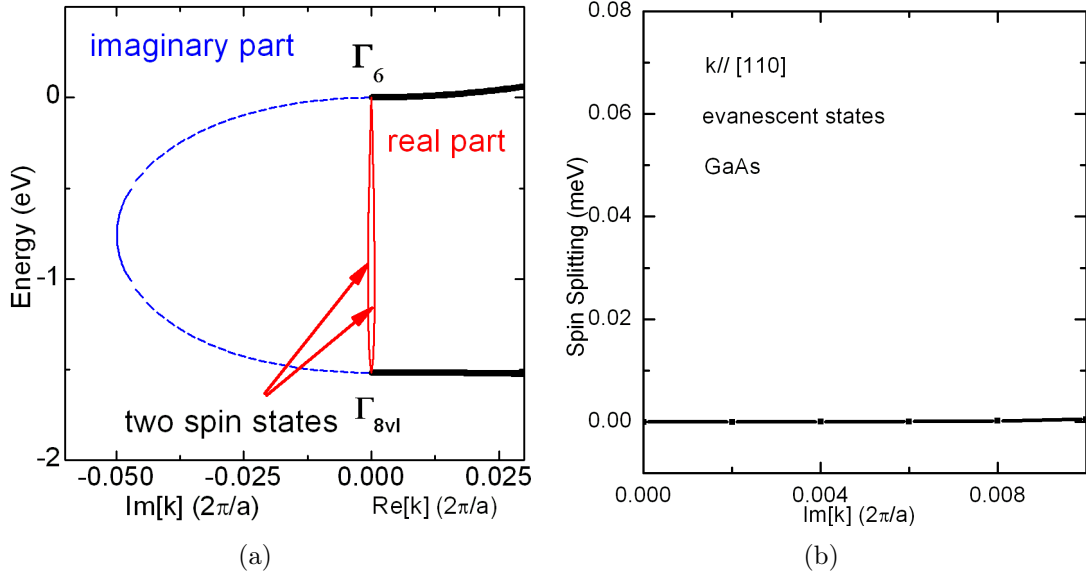 imaginary part
Γ6
real part
two spin states
Γ8vl
Energy (eV)
0
-1
-2
-0.050
-0.025
0.000
0.025
Im[k] (2π/a)
Re[k] (2π/a)
(a)
k// [110]
evanescent states
GaAs
Spin Splitting (meV)
0.08
0.06
0.04
0.02
0.00
0.000
0.004
0.008
Im[k] (2π/a)
(b)